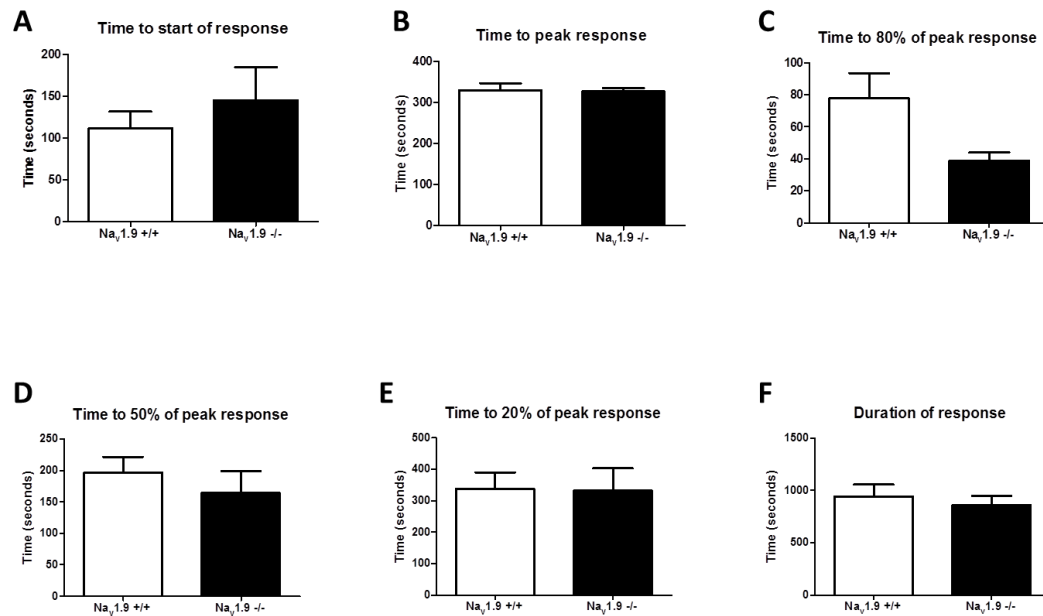 A
Time to start of response
Time (seconds)
200
150
100
50
0
Naᵥ1.9 +/+
Naᵥ1.9 -/-
B
Time to peak response
Time (seconds)
400
300
200
100
0
Naᵥ1.9 +/+
Naᵥ1.9 -/-
C
Time to 80% of peak response
Time (seconds)
100
80
60
40
20
0
Naᵥ1.9 +/+
Naᵥ1.9 -/-
D
Time to 50% of peak response
Time (seconds)
250
200
150
100
50
0
Naᵥ1.9 +/+
Naᵥ1.9 -/-
E
Time to 20% of peak response
Time (seconds)
500
400
300
200
100
0
Naᵥ1.9 +/+
Naᵥ1.9 -/-
F
Duration of response
Time (seconds)
1500
1000
500
0
Naᵥ1.9 +/+
Naᵥ1.9 -/-